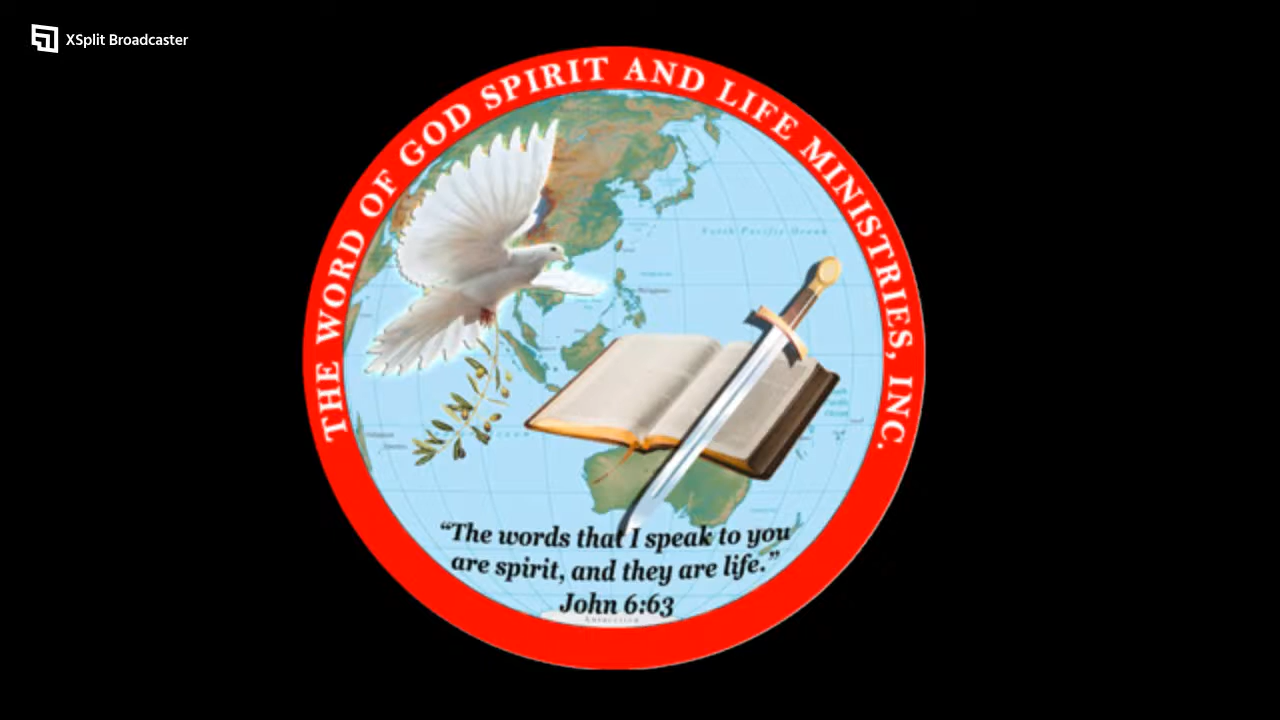 XSplit Broadcaster
THE WORD OF GOD SPIRIT AND LIFE MINISTRIES, INC.
“The words that I speak to you
are spirit, and they are life.”
John 6:63